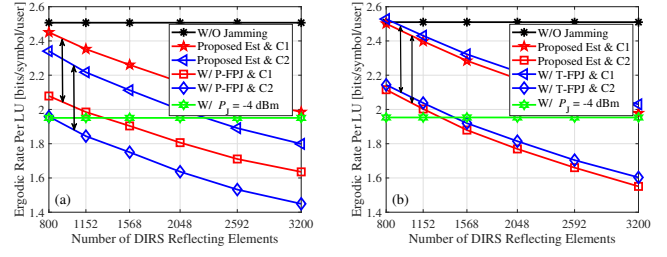 2.6
2.4
2.2
2.0
1.8
1.6
1.4
800 1152 1568 2048 2592 3200
Number of DIRS Reflecting Elements
Ergodic Rate Per LU [bits/symbol/user]
W/O Jamming
Proposed Est & C1
Proposed Est & C2
W/ P-FPJ & C1
W/ P-FPJ & C2
W/ PJ = -4 dBm
(a)
2.6
2.4
2.2
2.0
1.8
1.6
1.4
800 1152 1568 2048 2592 3200
Number of DIRS Reflecting Elements
Ergodic Rate Per LU [bits/symbol/user]
W/O Jamming
Proposed Est & C1
Proposed Est & C2
W/ T-FPJ & C1
W/ T-FPJ & C2
W/ PJ = -4 dBm
(b)